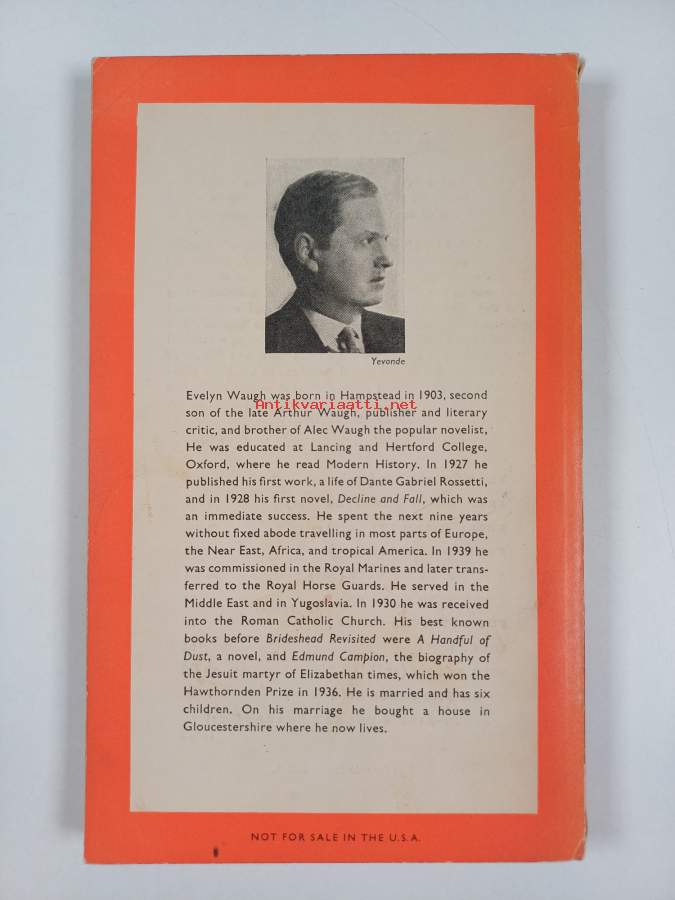 Yevonde
Evelyn Waugh was born in Hampstead in 1903, second
Antikvariaatti.net
son of the late Arthur Waugh, publisher and literary
critic, and brother of Alec Waugh the popular novelist,
He was educated at Lancing and Hertford College,
Oxford, where he read Modern History. In 1927 he
published his first work, a life of Dante Gabriel Rossetti,
and in 1928 his first novel, Decline and Fall, which was
an immediate success. He spent the next nine years
without fixed abode travelling in most parts of Europe,
the Near East, Africa, and tropical America. In 1939 he
was commissioned in the Royal Marines and later trans-
ferred to the Royal Horse Guards. He served in the
Middle East and in Yugoslavia. In 1930 he was received
into the Roman Catholic Church. His best known
books before Brideshead Revisited were A Handful of
Dust, a novel, and Edmund Campion, the biography of
the Jesuit martyr of Elizabethan times, which won the
Hawthornden Prize in 1936. He is married and has six
children. On his marriage he bought a house in
Gloucestershire where he now lives.
NOT FOR SALE IN THE U.S.A.